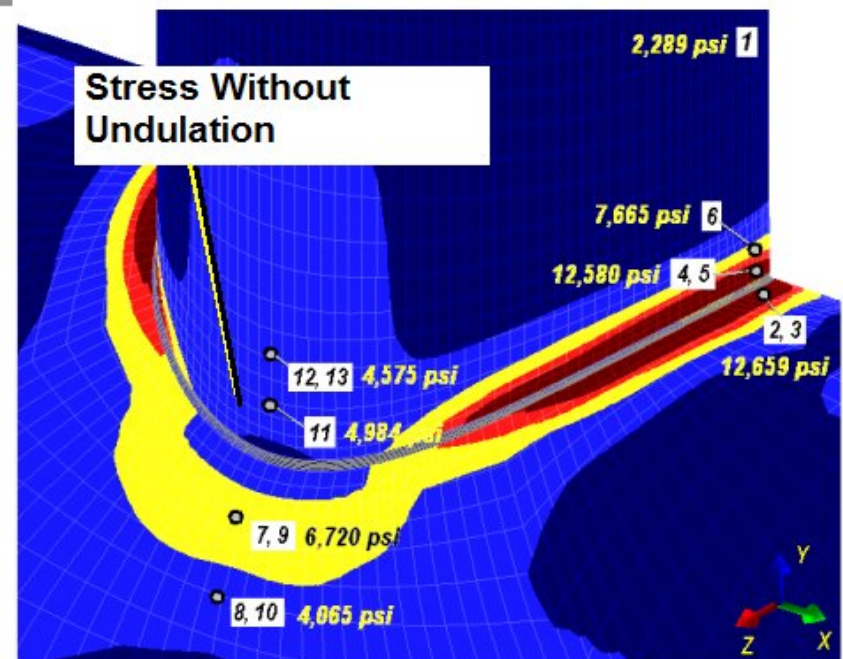 2,289 psi 1
Stress Without
Undulation
7,665 psi 6
12,580 psi 4, 5
2, 3
12,659 psi
12, 13 4,575 psi
11 4,984 psi
7, 9 6,720 psi
8, 10 4,065 psi
Y
Z
X